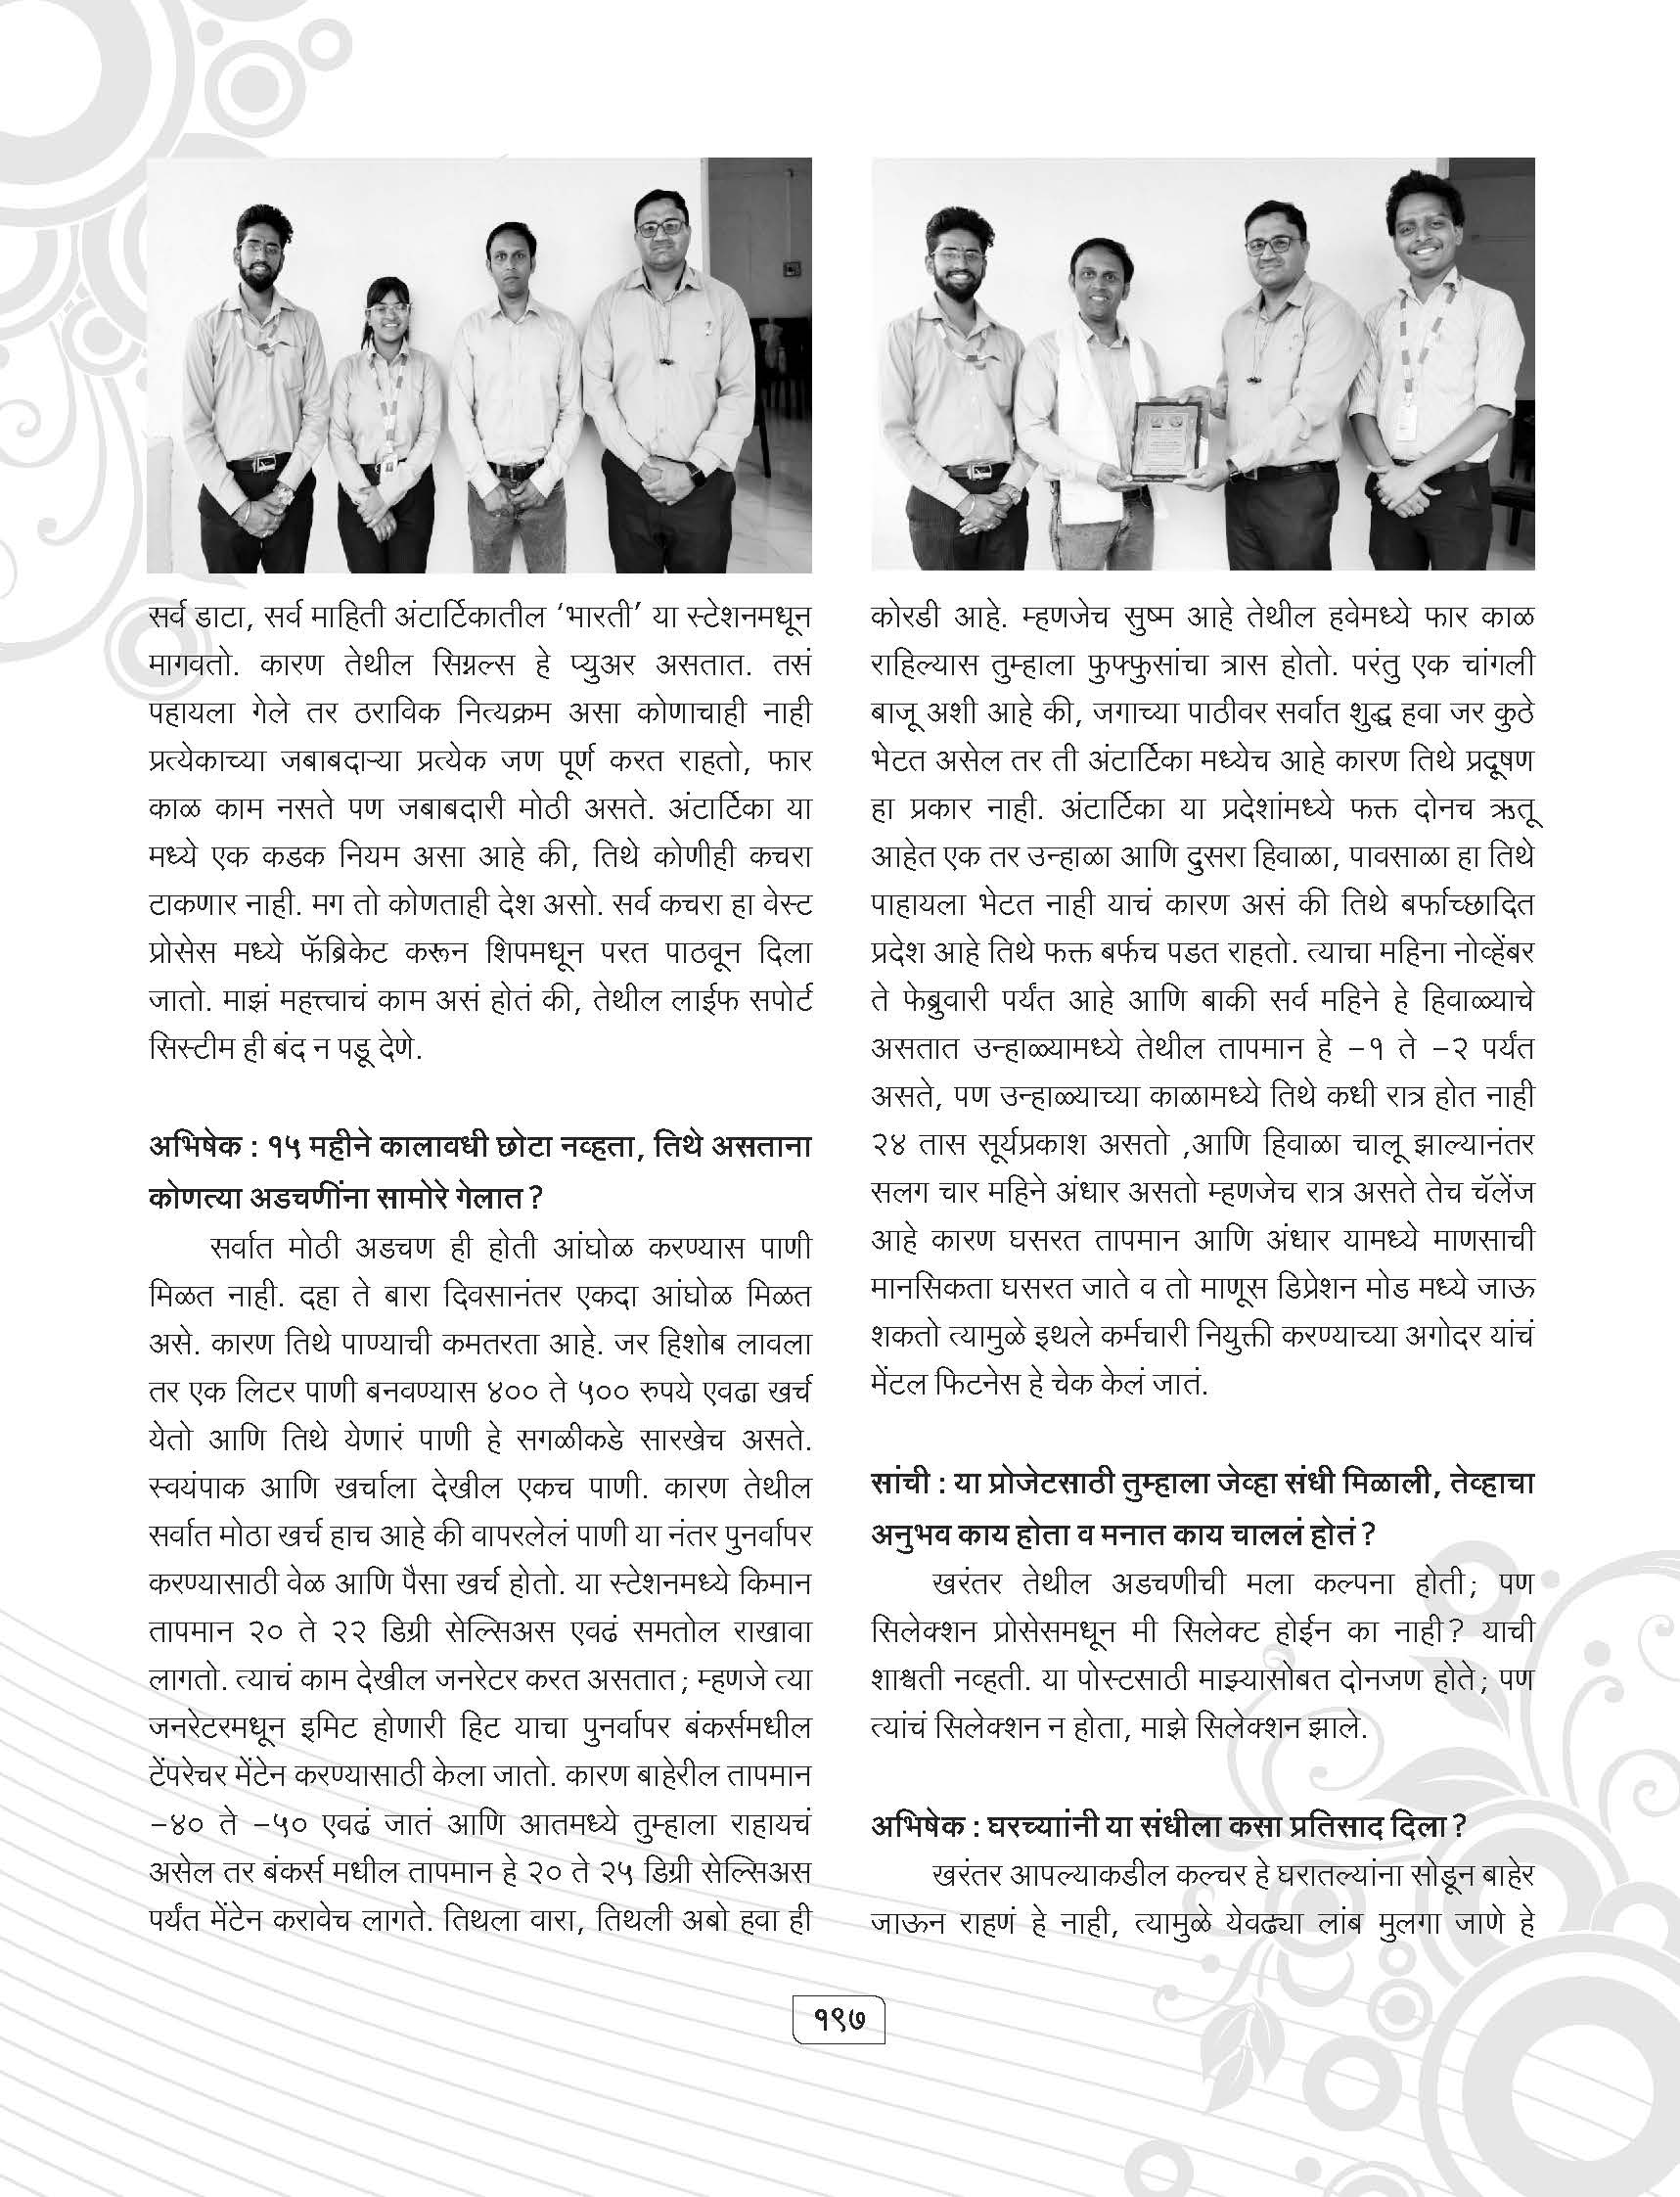 सर्व डाटा, सर्व माहिती अंटार्टिकातील ‘भारती’ या स्टेशनमधून
मागवतो. कारण तेथील सिग्नल्स हे प्युअर असतात. तसं
पहायला गेले तर ठराविक नित्यक्रम असा कोणाचाही नाही
प्रत्येकाच्या जबाबदाऱ्या प्रत्येक जण पूर्ण करत राहतो, फार
काळ काम नसते पण जबाबदारी मोठी असते. अंटार्टिका या
मध्ये एक कडक नियम असा आहे की, तिथे कोणीही कचरा
टाकणार नाही. मग तो कोणताही देश असो. सर्व कचरा हा वेस्ट
प्रोसेस मध्ये फॅब्रिकेट करून शिपमधून परत पाठवून दिला
जातो. माझं महत्त्वाचं काम असं होतं की, तेथील लाईफ सपोर्ट
सिस्टीम ही बंद न पडू देणे.
अभिषेक : १५ महीने कालावधी छोटा नव्हता, तिथे असताना
कोणत्या अडचणींना सामोरे गेलात ?
सर्वात मोठी अडचण ही होती आंघोळ करण्यास पाणी
मिळत नाही. दहा ते बारा दिवसानंतर एकदा आंघोळ मिळत
असे. कारण तिथे पाण्याची कमतरता आहे. जर हिशोब लावला
तर एक लिटर पाणी बनवण्यास ४०० ते ५०० रुपये एवढा खर्च
येतो आणि तिथे येणारं पाणी हे सगळीकडे सारखेच असते.
स्वयंपाक आणि खर्चाला देखील एकच पाणी. कारण तेथील
सर्वात मोठा खर्च हाच आहे की वापरलेलं पाणी या नंतर पुनर्वापर
करण्यासाठी वेळ आणि पैसा खर्च होतो. या स्टेशनमध्ये किमान
तापमान २० ते २२ डिग्री सेल्सिअस एवढं समतोल राखावा
लागतो. त्याचं काम देखील जनरेटर करत असतात ; म्हणजे त्या
जनरेटरमधून इमिट होणारी हिट याचा पुनर्वापर बंकर्समधील
टेंपरेचर मेंटेन करण्यासाठी केला जातो. कारण बाहेरील तापमान
–४० ते –५० एवढं जातं आणि आतमध्ये तुम्हाला राहायचं
असेल तर बंकर्स मधील तापमान हे २० ते २५ डिग्री सेल्सिअस
पर्यंत मेंटेन करावेच लागते. तिथला वारा, तिथली अबो हवा ही
कोरडी आहे. म्हणजेच सुष्म आहे तेथील हवेमध्ये फार काळ
राहिल्यास तुम्हाला फुफ्फुसांचा त्रास होतो. परंतु एक चांगली
बाजू अशी आहे की, जगाच्या पाठीवर सर्वात शुद्ध हवा जर कुठे
भेटत असेल तर ती अंटार्टिका मध्येच आहे कारण तिथे प्रदूषण
हा प्रकार नाही. अंटार्टिका या प्रदेशांमध्ये फक्त दोनच ऋतू
आहेत एक तर उन्हाळा आणि दुसरा हिवाळा, पावसाळा हा तिथे
पाहायला भेटत नाही याचं कारण असं की तिथे बर्फाच्छादित
प्रदेश आहे तिथे फक्त बर्फच पडत राहतो. त्याचा महिना नोव्हेंबर
ते फेब्रुवारी पर्यंत आहे आणि बाकी सर्व महिने हे हिवाळ्याचे
असतात उन्हाळ्यामध्ये तेथील तापमान हे –१ ते –२ पर्यंत
असते, पण उन्हाळ्याच्या काळामध्ये तिथे कधी रात्र होत नाही
२४ तास सूर्यप्रकाश असतो ,आणि हिवाळा चालू झाल्यानंतर
सलग चार महिने अंधार असतो म्हणजेच रात्र असते तेच चॅलेंज
आहे कारण घसरत तापमान आणि अंधार यामध्ये माणसाची
मानसिकता घसरत जाते व तो माणूस डिप्रेशन मोड मध्ये जाऊ
शकतो त्यामुळे इथले कर्मचारी नियुक्ती करण्याच्या अगोदर यांचं
मेंटल फिटनेस हे चेक केलं जातं.
सांची : या प्रोजेटसाठी तुम्हाला जेव्हा संधी मिळाली, तेव्हाचा
अनुभव काय होता व मनात काय चाललं होतं ?
खरंतर तेथील अडचणीची मला कल्पना होती ; पण
सिलेक्शन प्रोसेसमधून मी सिलेक्ट होईन का नाही ? याची
शाश्वती नव्हती. या पोस्टसाठी माझ्यासोबत दोनजण होते ; पण
त्यांचं सिलेक्शन न होता, माझे सिलेक्शन झाले.
अभिषेक : घरच्याांनी या संधीला कसा प्रतिसाद दिला ?
खरंतर आपल्याकडील कल्चर हे घरातल्यांना सोडून बाहेर
जाऊन राहणं हे नाही, त्यामुळे येवढ्या लांब मुलगा जाणे हे
१९७